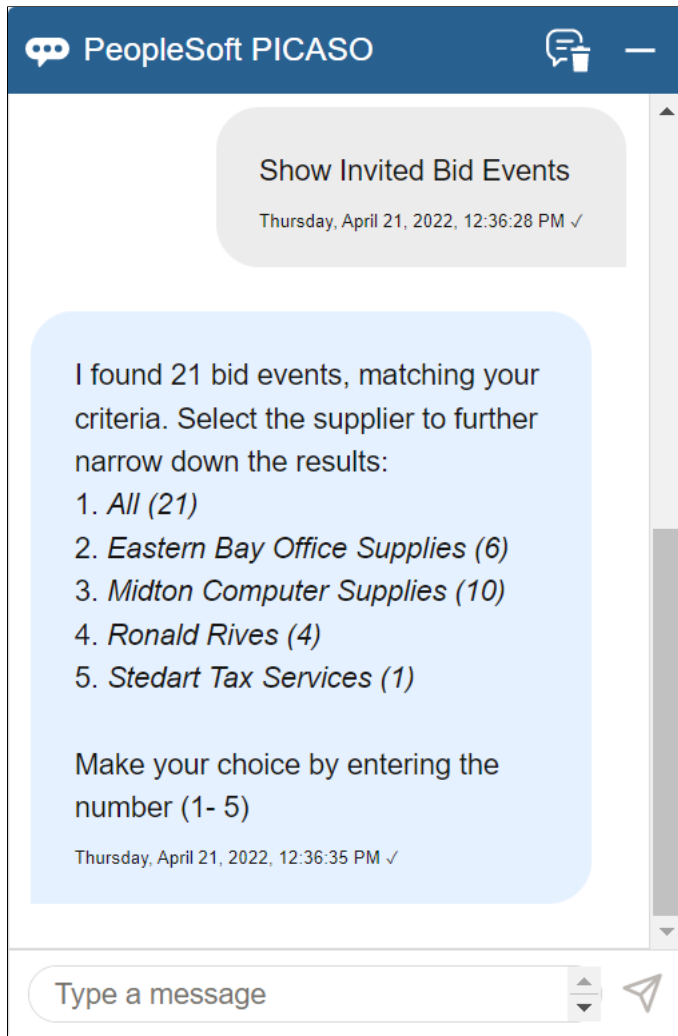 PeopleSoft PICASO
Show Invited Bid Events
Thursday, April 21, 2022, 12:36:28 PM ✓
I found 21 bid events, matching your
criteria. Select the supplier to further
narrow down the results:
1. All (21)
2. Eastern Bay Office Supplies (6)
3. Midton Computer Supplies (10)
4. Ronald Rives (4)
5. Stedart Tax Services (1)
Make your choice by entering the
number (1- 5)
Thursday, April 21, 2022, 12:36:35 PM ✓
Type a message